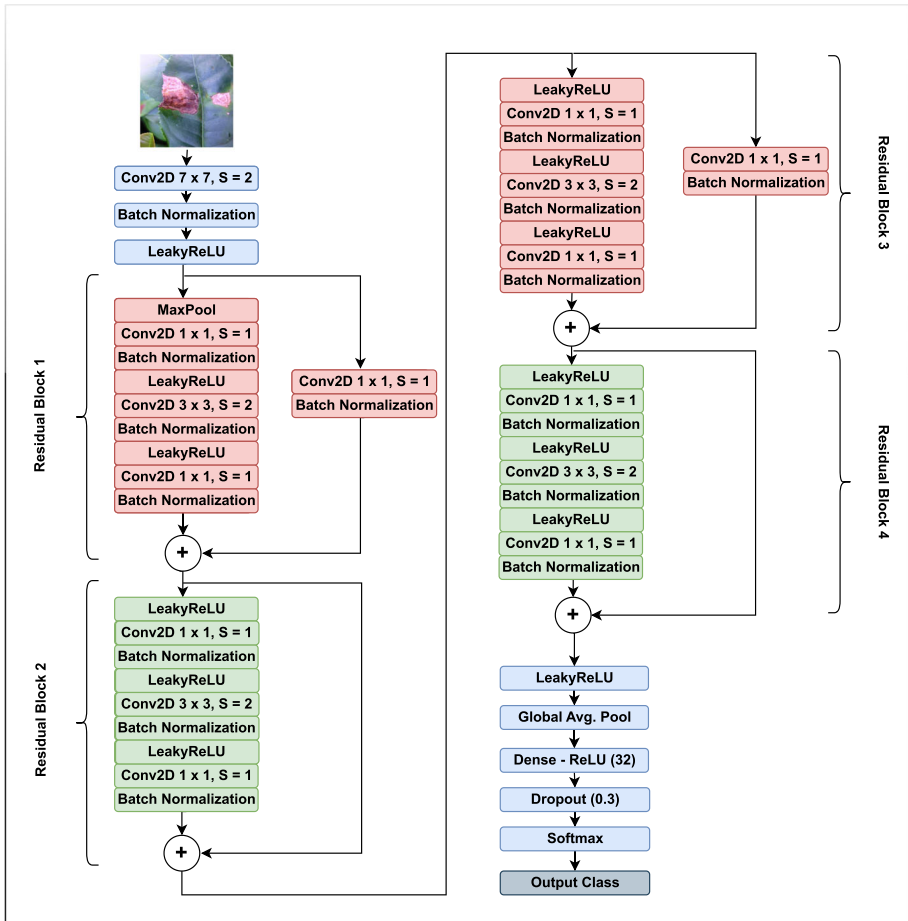 Conv2D 7 x 7, S = 2
Batch Normalization
LeakyReLU
Residual Block 1
MaxPool
Conv2D 1 x 1, S = 1
Batch Normalization
LeakyReLU
Conv2D 3 x 3, S = 2
Batch Normalization
LeakyReLU
Conv2D 1 x 1, S = 1
Batch Normalization
Conv2D 1 x 1, S = 1
Batch Normalization
+
Residual Block 2
LeakyReLU
Conv2D 1 x 1, S = 1
Batch Normalization
LeakyReLU
Conv2D 3 x 3, S = 2
Batch Normalization
LeakyReLU
Conv2D 1 x 1, S = 1
Batch Normalization
+
LeakyReLU
Conv2D 1 x 1, S = 1
Batch Normalization
LeakyReLU
Conv2D 3 x 3, S = 2
Batch Normalization
LeakyReLU
Conv2D 1 x 1, S = 1
Batch Normalization
Conv2D 1 x 1, S = 1
Batch Normalization
Residual Block 3
+
LeakyReLU
Conv2D 1 x 1, S = 1
Batch Normalization
LeakyReLU
Conv2D 3 x 3, S = 2
Batch Normalization
LeakyReLU
Conv2D 1 x 1, S = 1
Batch Normalization
Residual Block 4
+
LeakyReLU
Global Avg. Pool
Dense - ReLU (32)
Dropout (0.3)
Softmax
Output Class